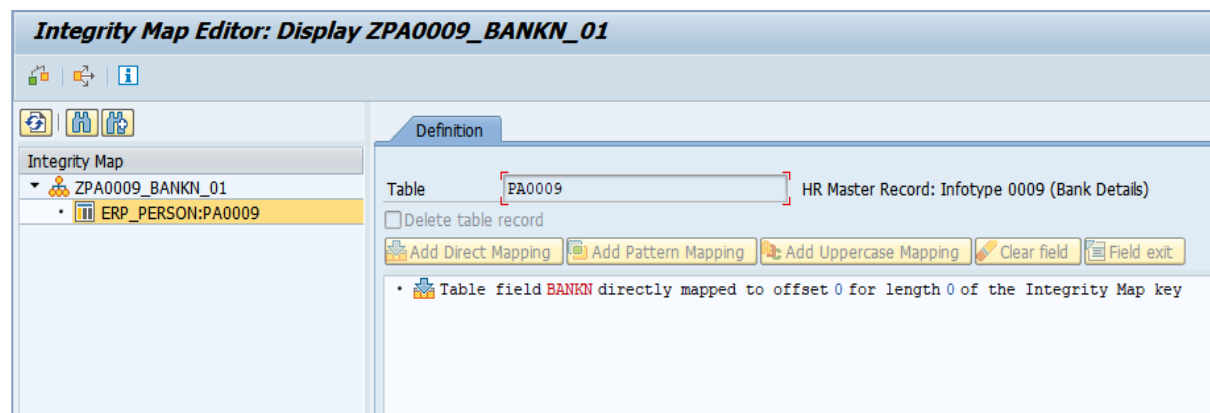 Integrity Map Editor: Display ZPA0009_BANKN_01
Definition
Integrity Map
ZPA0009_BANKN_01
ERP_PERSON:PA0009
Table PA0009 HR Master Record: Infotype 0009 (Bank Details)
Delete table record
Add Direct Mapping Add Pattern Mapping Add Uppercase Mapping Clear field Field exit
Table field BANKN directly mapped to offset 0 for length 0 of the Integrity Map key